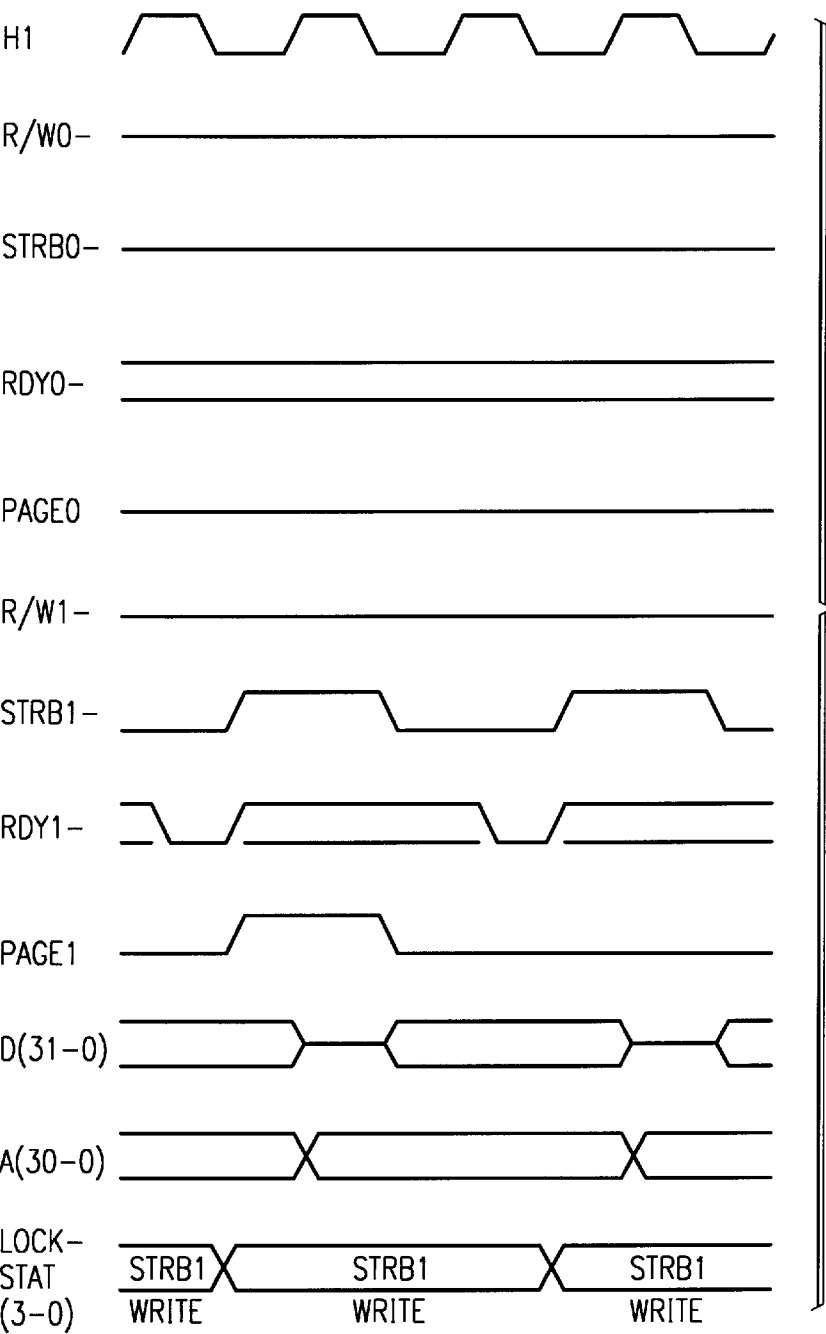 H1
R/W0-
STRB0-
RDY0-
PAGE0
R/W1-
STRB1-
RDY1-
PAGE1
D(31-0)
A(30-0)
LOCK-
STAT STRB1 STRB1 STRB1
(3-0) WRITE WRITE WRITE